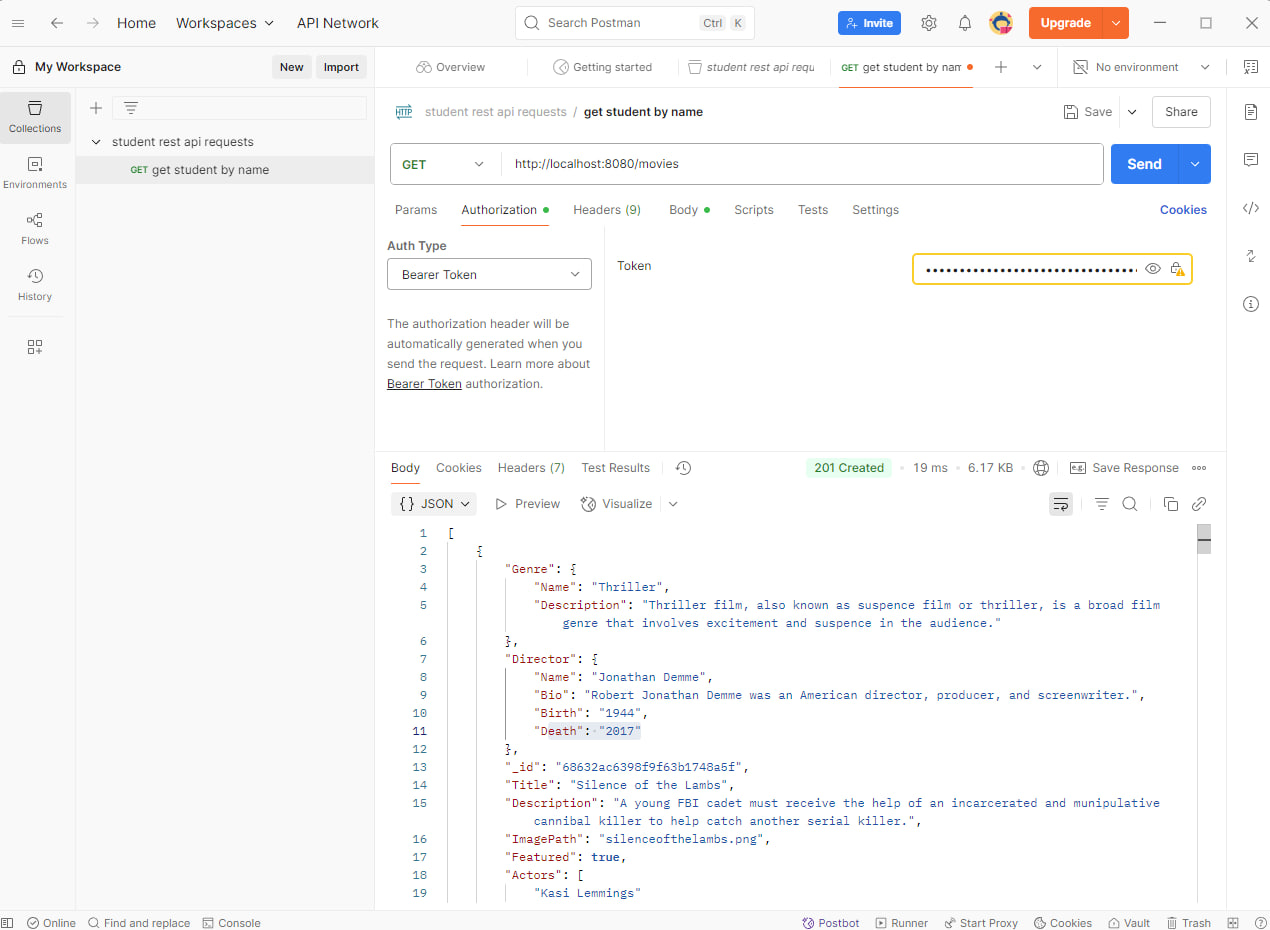 Home Workspaces API Network Search Postman Ctrl K Invite Upgrade
My Workspace New Import Overview Getting started student rest api requ GET get student by nam No environment
Collections
Environments
Flows
History
student rest api requests
GET get student by name
HTTP student rest api requests / get student by name Save Share
GET http://localhost:8080/movies Send
Params Authorization Headers (9) Body Scripts Tests Settings Cookies
Auth Type
Bearer Token
Token
The authorization header will be
automatically generated when you
send the request. Learn more about
Bearer Token authorization.
Body Cookies Headers (7) Test Results 201 Created 19 ms 6.17 KB e.g. Save Response
{} JSON Preview Visualize
1 [
2 {
3 "Genre": {
4 "Name": "Thriller",
5 "Description": "Thriller film, also known as suspence film or thriller, is a broad film
genre that involves excitement and suspence in the audience."
6 },
7 "Director": {
8 "Name": "Jonathan Demme",
9 "Bio": "Robert Jonathan Demme was an American director, producer, and screenwriter.",
10 "Birth": "1944",
11 "Death": "2017"
12 },
13 "_id": "68632ac6398f9f63b1748a5f",
14 "Title": "Silence of the Lambs",
15 "Description": "A young FBI cadet must receive the help of an incarcerated and munipulative
cannibal killer to help catch another serial killer.",
16 "ImagePath": "silenceofthelambs.png",
17 "Featured": true,
18 "Actors": [
19 "Kasi Lemmings"
Online Find and replace Console Postbot Runner Start Proxy Cookies Vault Trash